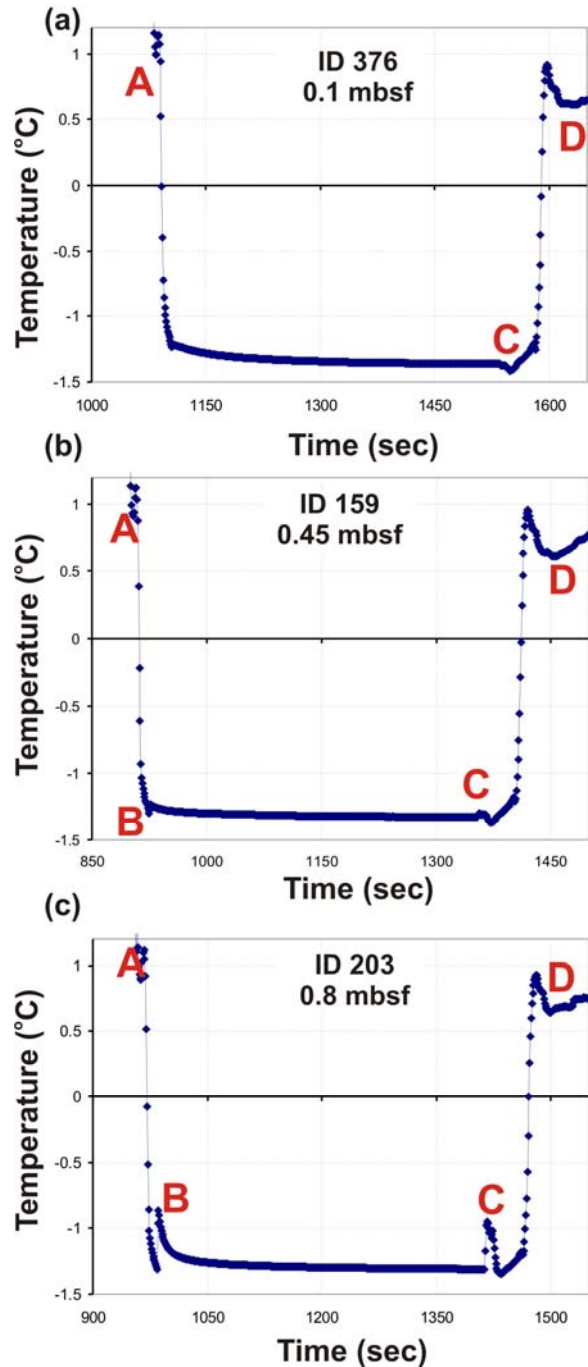 (a)
ID 376
0.1 mbsf
A
C
D
Temperature (°C)
1
0.5
0
-0.5
-1
-1.5
1000 1150 1300 1450 1600
Time (sec)
(b)
ID 159
0.45 mbsf
A
B
C
D
Temperature (°C)
1
0.5
0
-0.5
-1
-1.5
850 1000 1150 1300 1450
Time (sec)
(c)
ID 203
0.8 mbsf
A
B
C
D
Temperature (°C)
1
0.5
0
-0.5
-1
-1.5
900 1050 1200 1350 1500
Time (sec)